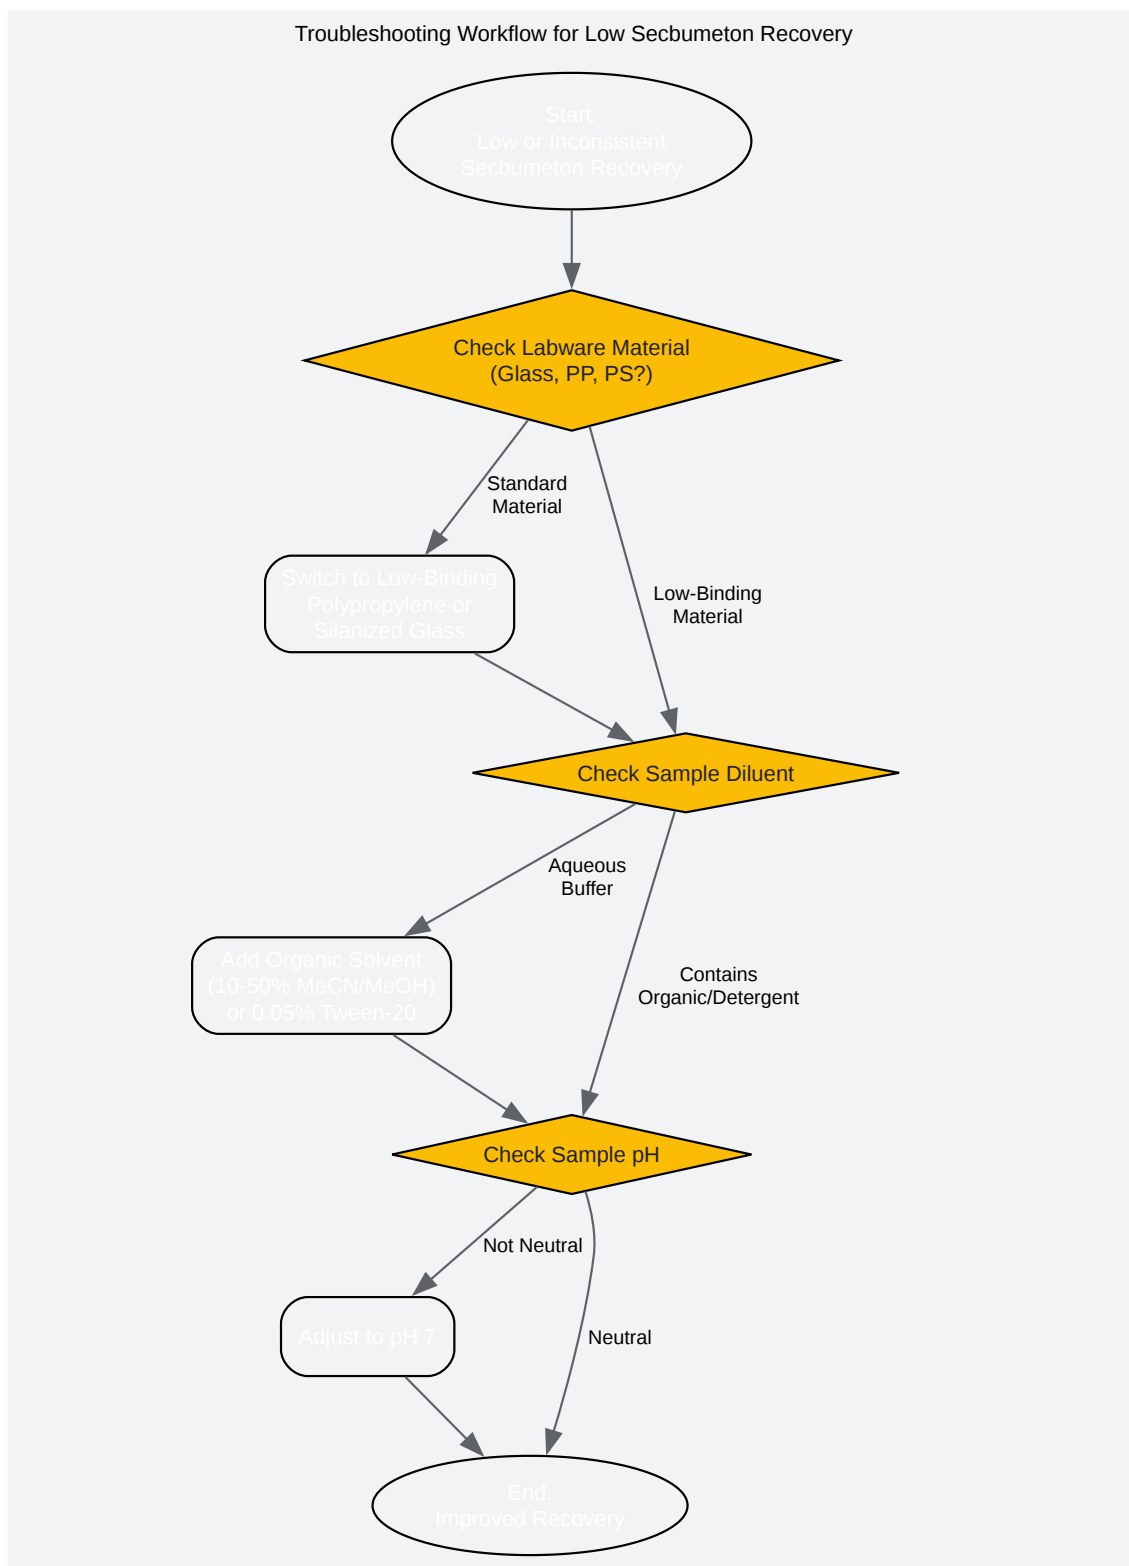 Troubleshooting Workflow for Low Secbumeton Recovery
Start:
Low or Inconsistent
Secbumeton Recovery
Check Labware Material
(Glass, PP, PS?)
Standard
Material
Switch to Low-Binding
Polypropylene or
Silanized Glass
Low-Binding
Material
Check Sample Diluent
Aqueous
Buffer
Add Organic Solvent
(10-50% MeCN/MeOH)
or 0.05% Tween-20
Contains
Organic/Detergent
Check Sample pH
Not Neutral
Adjust to pH 7
Neutral
End:
Improved Recovery